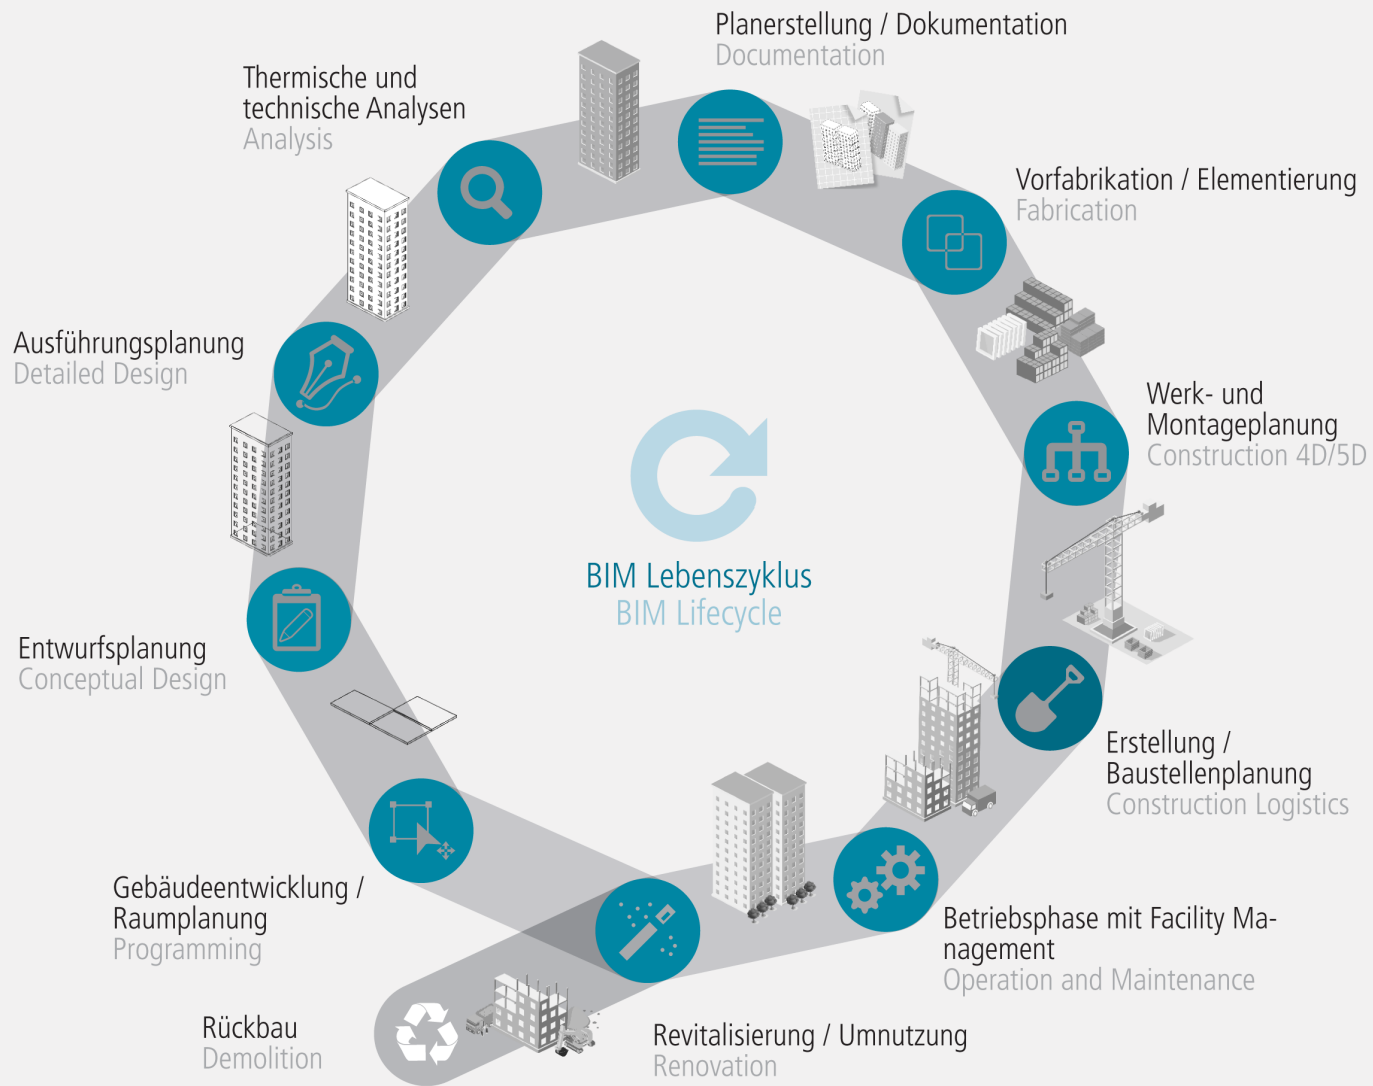 Planerstellung / Dokumentation
Documentation
Thermische und
technische Analysen
Analysis
Vorfabrikation / Elementierung
Fabrication
Ausführungsplanung
Detailed Design
Werk- und
Montageplanung
Construction 4D/5D
BIM Lebenszyklus
BIM Lifecycle
Entwurfsplanung
Conceptual Design
Erstellung /
Baustellenplanung
Construction Logistics
Gebäudeentwicklung /
Raumplanung
Programming
Betriebsphase mit Facility Ma-
nagement
Operation and Maintenance
Rückbau
Demolition
Revitalisierung / Umnutzung
Renovation